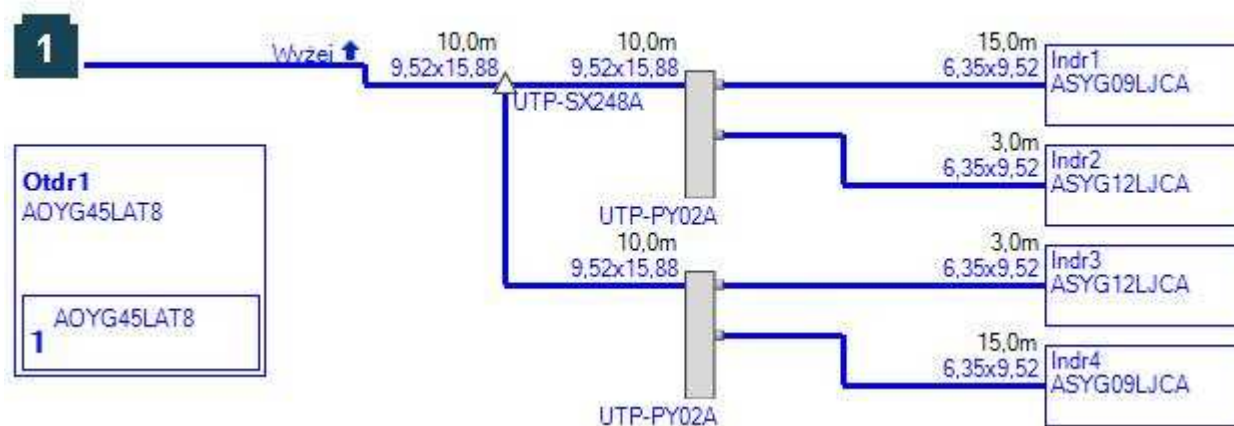 1
Wyżej
10,0m
9,52x15,88
UTP-SX248A
10,0m
9,52x15,88
UTP-PY02A
15,0m
6,35x9,52
Indr1
ASYG09LJCA
3,0m
6,35x9,52
Indr2
ASYG12LJCA
Otdr1
AOYG45LAT8
AOYG45LAT8
1
10,0m
9,52x15,88
UTP-PY02A
3,0m
6,35x9,52
Indr3
ASYG12LJCA
15,0m
6,35x9,52
Indr4
ASYG09LJCA